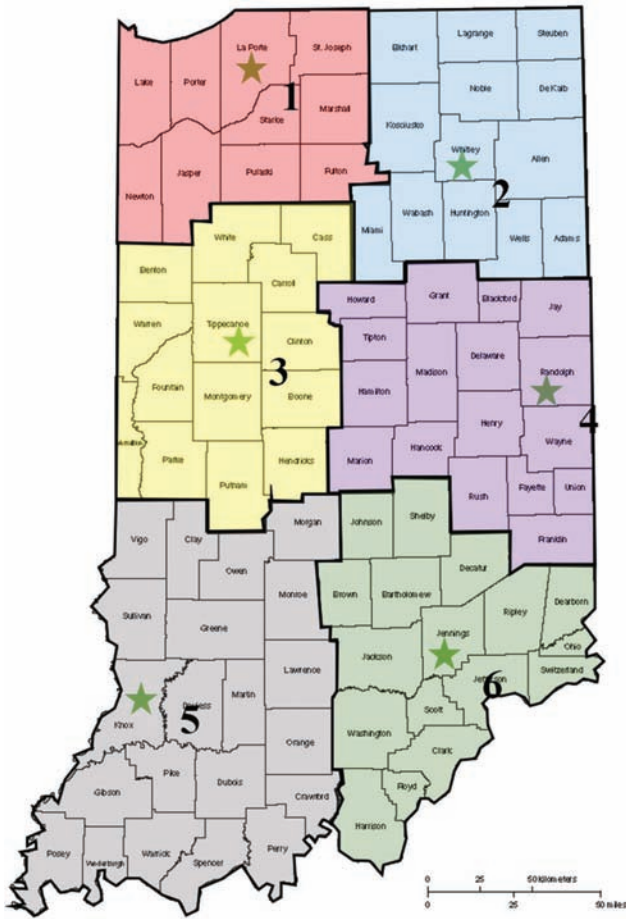 La Porte
St. Joseph
Lake
Porter
1
Starke
Marshall
Newton
Jasper
Pulaski
Fulton
Elkhart
Lagrange
Steuben
Noble
DeKalb
Kosciusko
Whitley
Allen
2
Miami
Wabash
Huntington
Wells
Adams
White
Cass
Benton
Carroll
Warren
Tippecanoe
Clinton
3
Fountain
Montgomery
Boone
Parke
Putnam
Hendricks
Howard
Grant
Blackford
Jay
Tipton
Madison
Delaware
Randolph
Hamilton
4
Henry
Wayne
Marion
Hancock
Rush
Fayette
Union
Franklin
Morgan
Vigo
Clay
Owen
Monroe
Sullivan
Greene
Lawrence
Martin
Daviess
Knox
5
Orange
Pike
Dubois
Gibson
Crawford
Posey
Vanderburgh
Warrick
Spencer
Perry
Johnson
Shelby
Decatur
Brown
Bartholomew
Ripley
Dearborn
Jennings
Ohio
Jackson
Jefferson
Switzerland
6
Scott
Washington
Clark
Floyd
Harrison
0 25 50 kilometers
0 25 50 miles